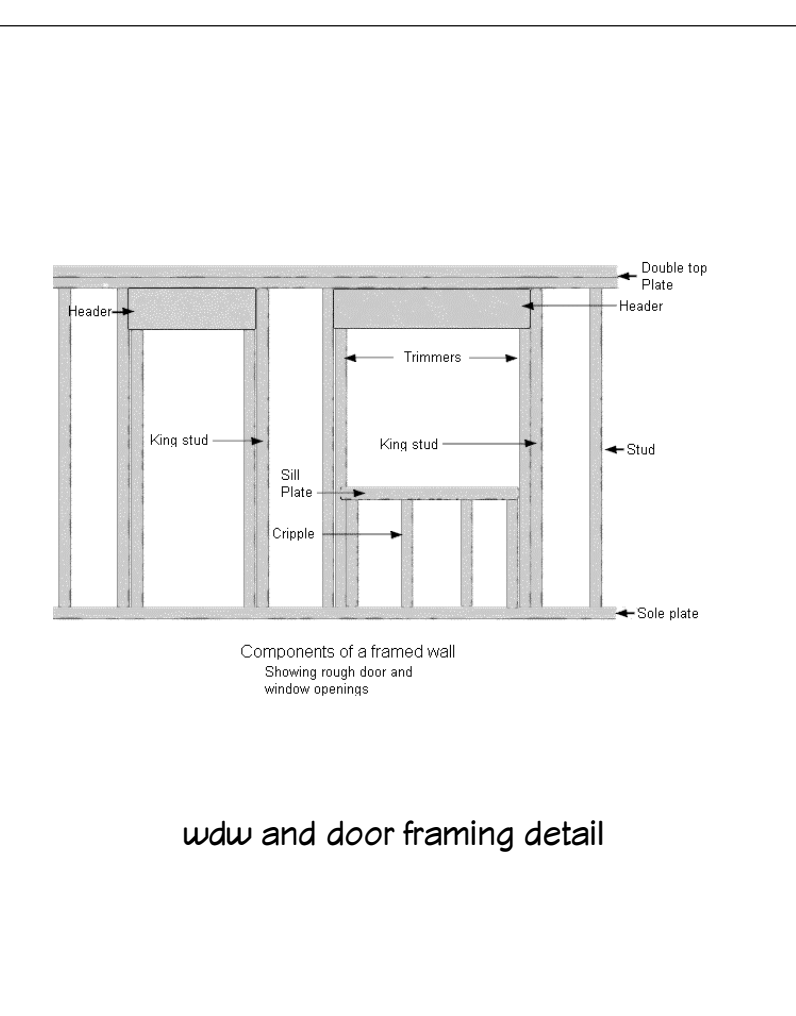 Double top
Plate
Header
Header
Trimmers
King stud
King stud
Stud
Sill
Plate
Cripple
Sole plate
Components of a framed wall
Showing rough door and
window openings
wdw and door framing detail